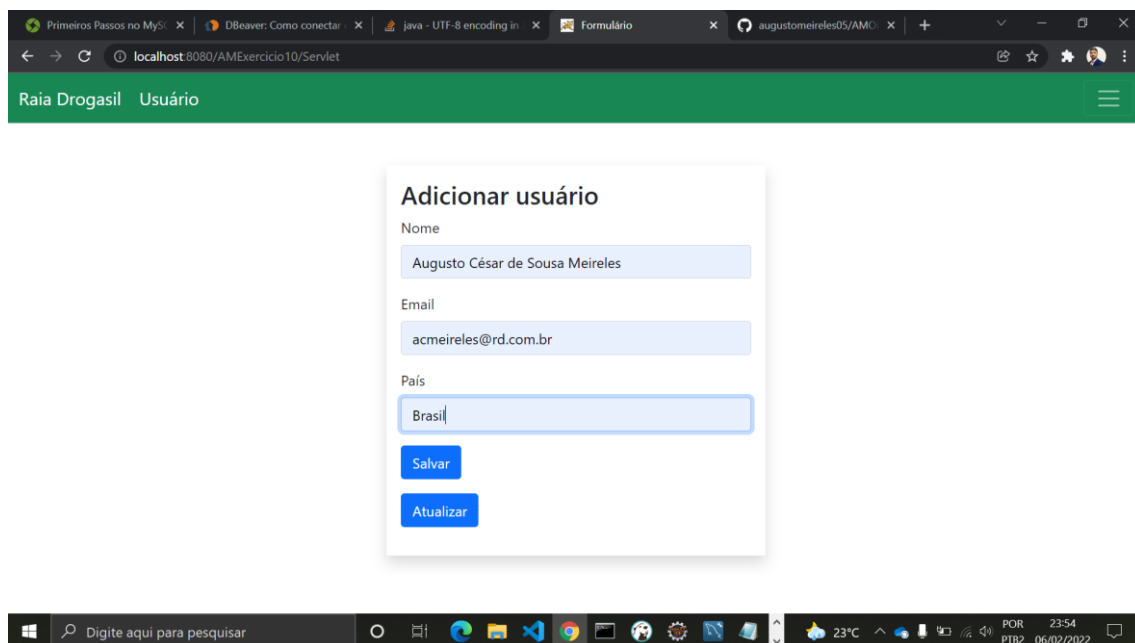 Primeiros Passos no MyS
DBeaver: Como conectar
java - UTF-8 encoding in
Formulário
augustomeireles05/AMO
localhost:8080/AMExercicio10/Servlet
Raia Drogasil Usuário
Adicionar usuário
Nome
Augusto César de Sousa Meireles
Email
acmeireles@rd.com.br
País
Brasil
Salvar
Atualizar
Digite aqui para pesquisar
23°C
POR
PTB2
23:54
06/02/2022